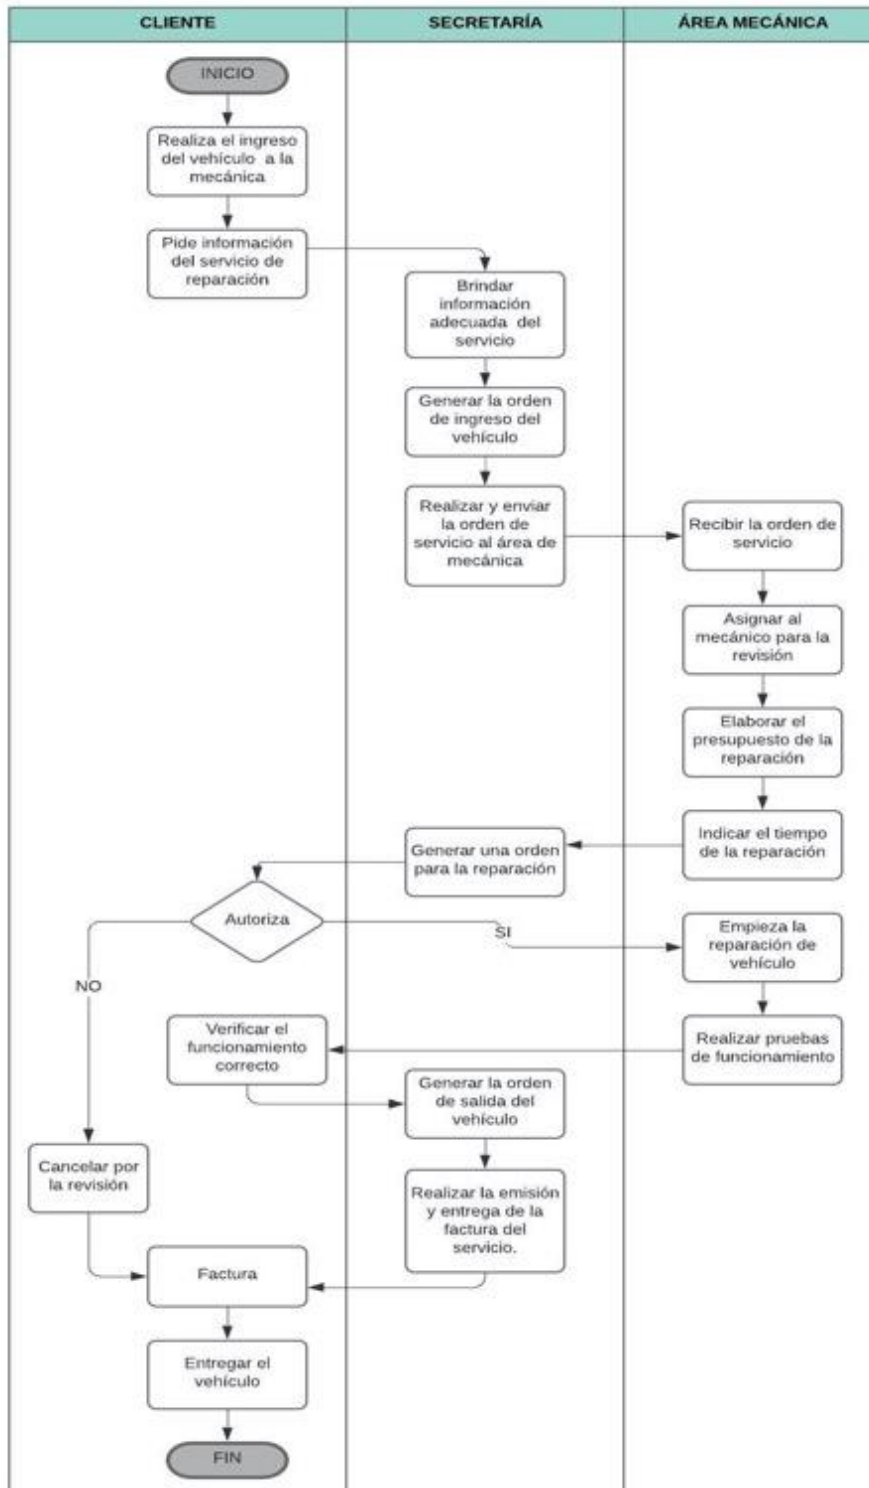 CLIENTE
SECRETARÍA
ÁREA MECÁNICA
INICIO
Realiza el ingreso
del vehículo a la
mecánica
Pide información
del servicio de
reparación
Brindar
información
adecuada del
servicio
Generar la orden
de ingreso del
vehículo
Realizar y enviar
la orden de
servicio al área de
mecánica
Recibir la orden de
servicio
Asignar al
mecánico para la
revisión
Elaborar el
presupuesto de la
reparación
Indicar el tiempo
de la reparación
Generar una orden
para la reparación
Autoriza
SI
NO
Empieza la
reparación de
vehículo
Realizar pruebas
de funcionamiento
Verificar el
funcionamiento
correcto
Generar la orden
de salida del
vehículo
Cancelar por
la revisión
Realizar la emisión
y entrega de la
factura del
servicio.
Factura
Entregar el
vehículo
FIN